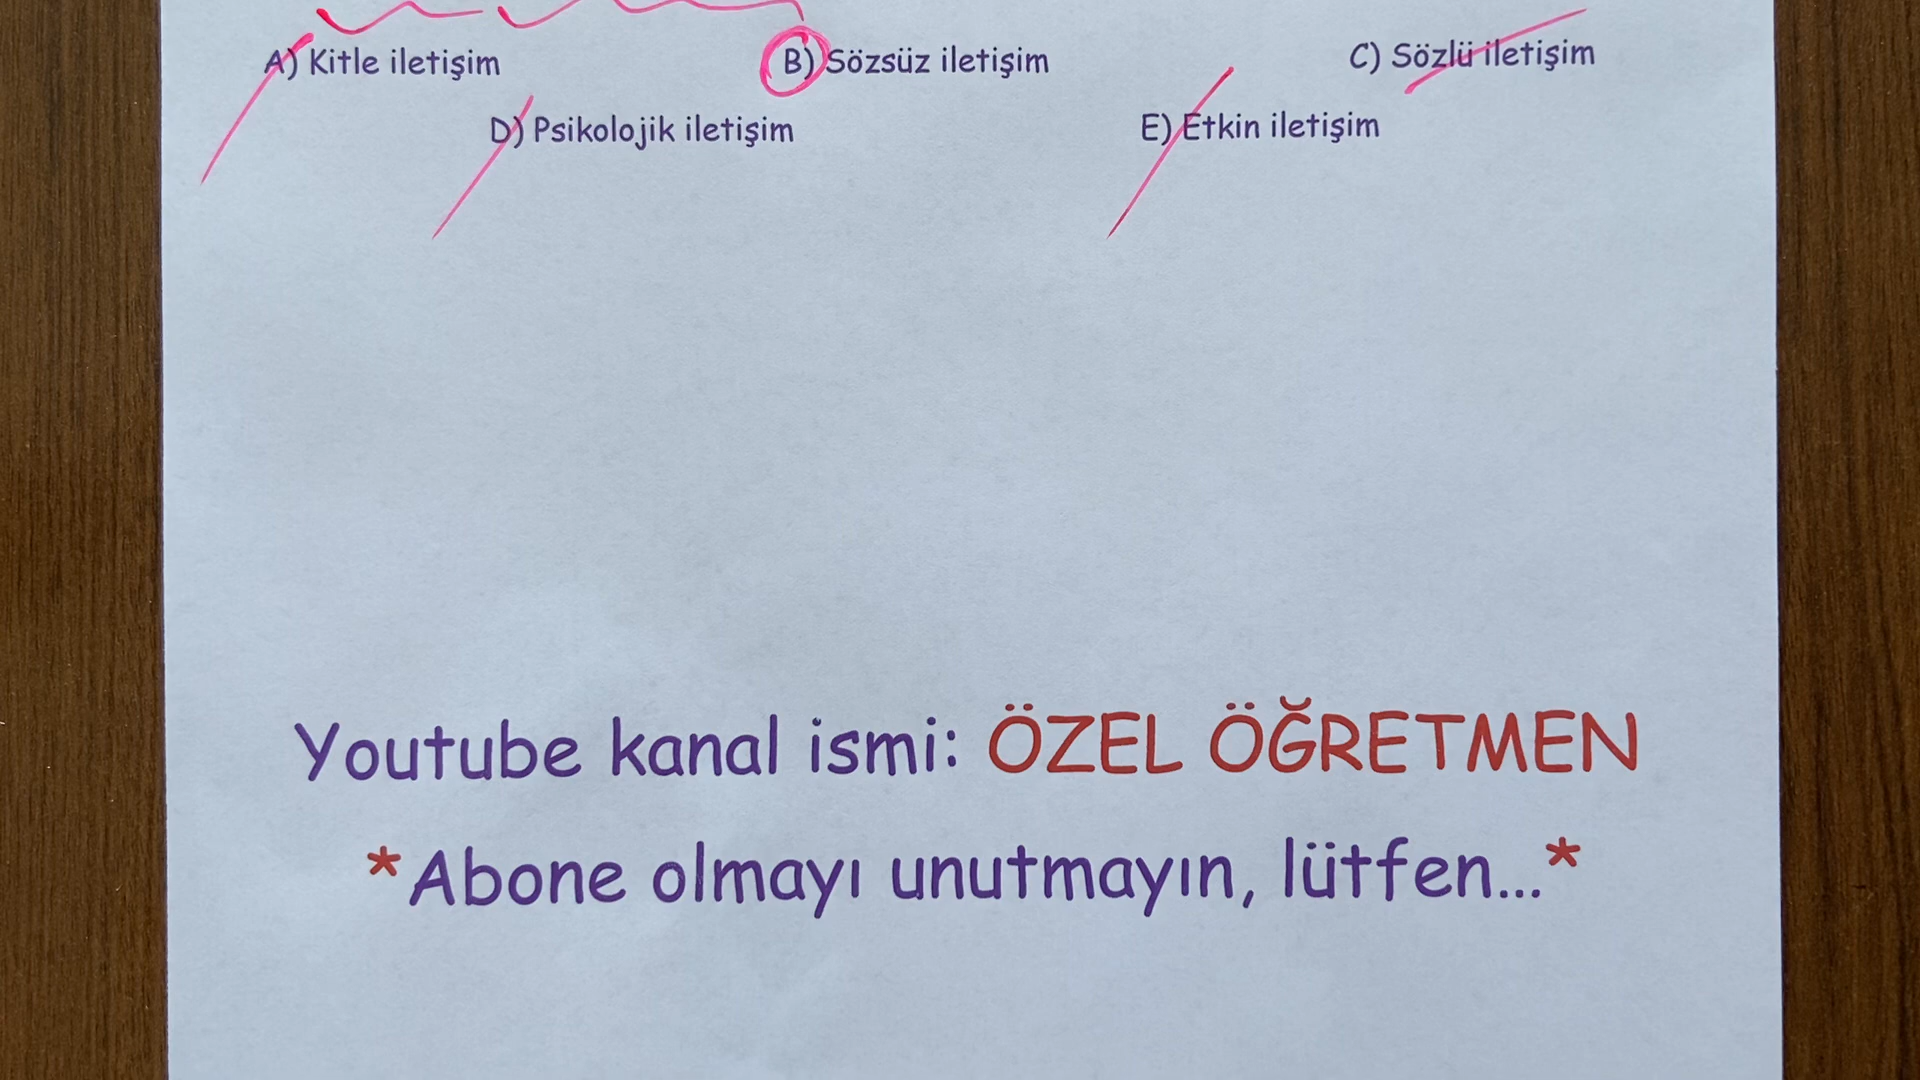 A) Kitle iletişim B) Sözsüz iletişim C) Sözlü iletişim
D) Psikolojik iletişim E) Etkin iletişim
Youtube kanal ismi: ÖZEL ÖĞRETMEN
*Abone olmayı unutmayın, lütfen...*